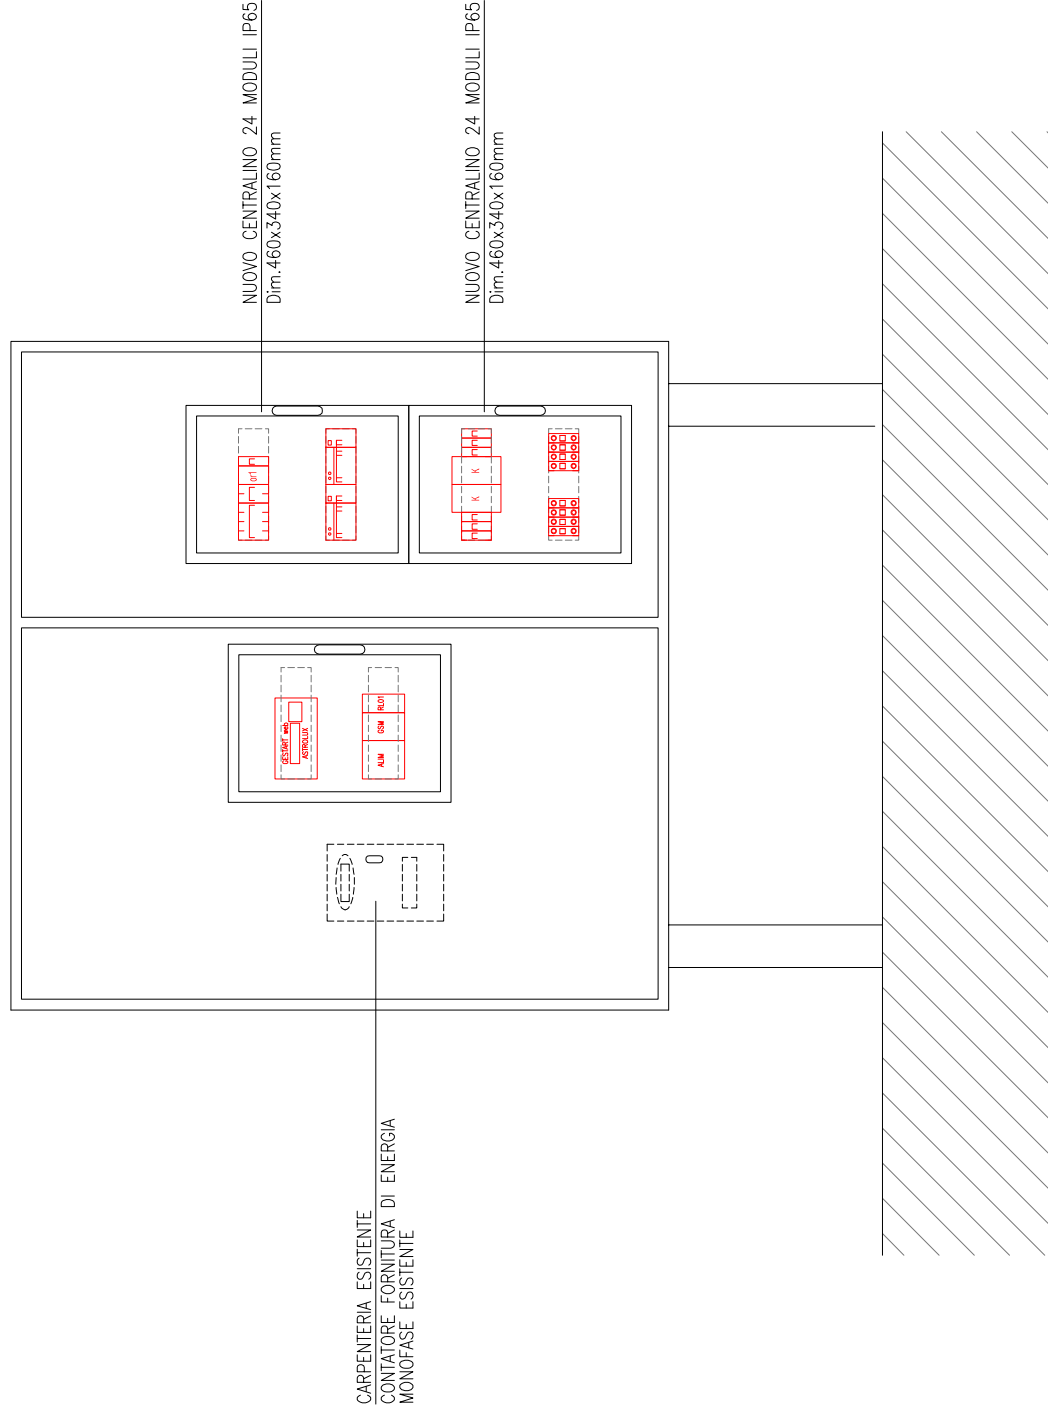 NUOVO CENTRALINO 24 MODULI IP65
Dim.460x340x160mm
NUOVO CENTRALINO 24 MODULI IP65
Dim.460x340x160mm
or1
K
K
GESTART web
ASTROLUX
ALIM
GSM
RL01
CARPENTERIA ESISTENTE
CONTATORE FORNITURA DI ENERGIA
MONOFASE ESISTENTE